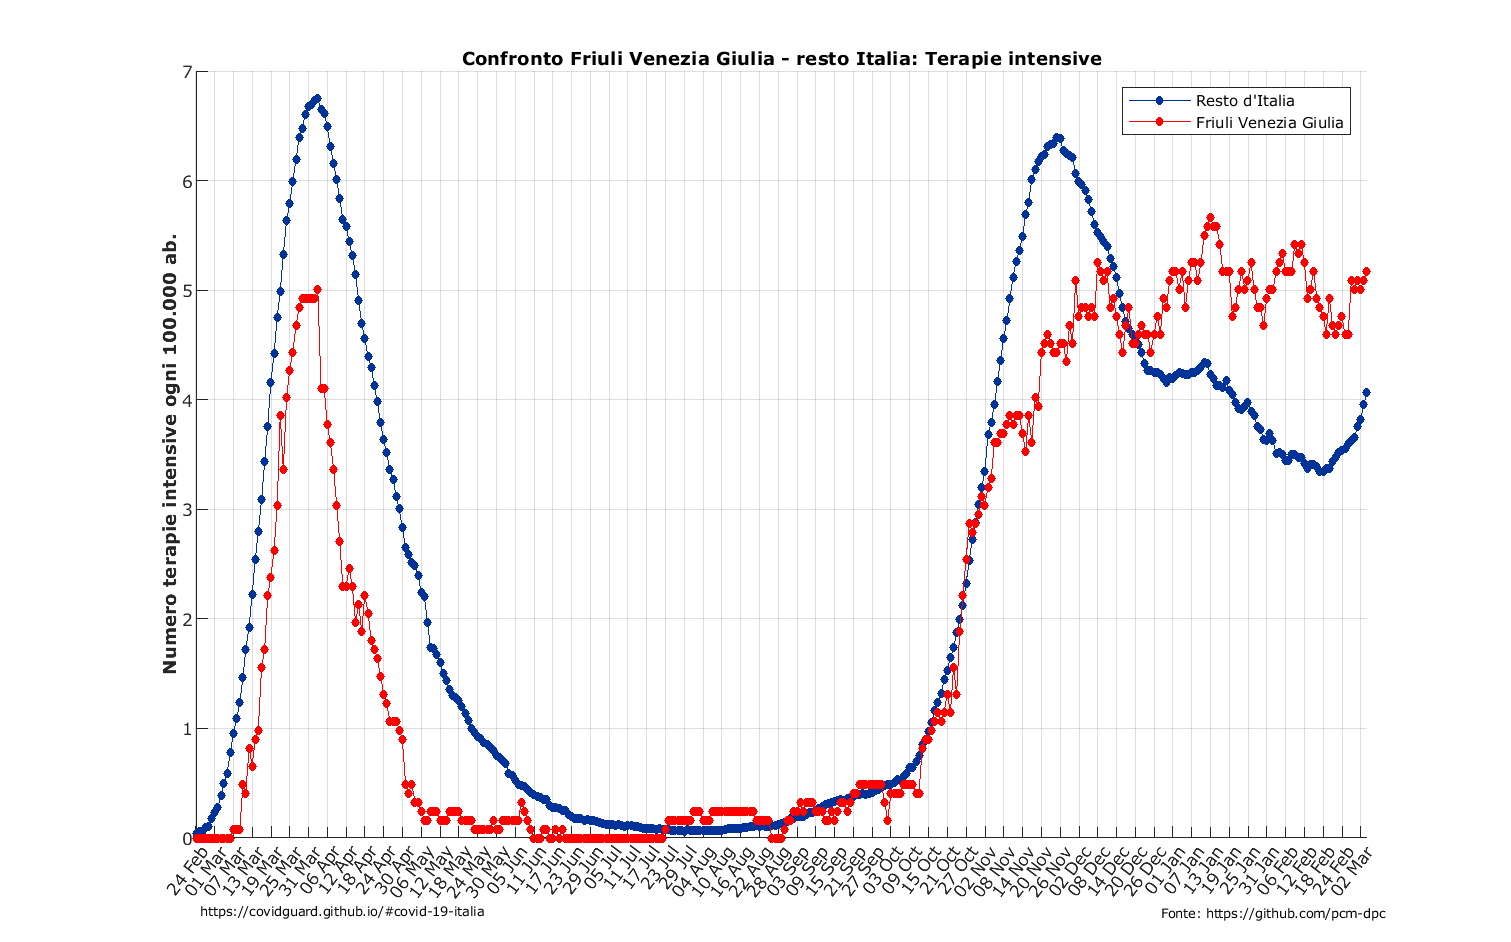 Confronto Friuli Venezia Giulia - resto Italia: Terapie intensive
Resto d'Italia
Friuli Venezia Giulia
Numero terapie intensive ogni 100.000 ab.
7
6
5
4
3
2
1
0
24 Feb
01 Mar
07 Mar
13 Mar
19 Mar
25 Mar
31 Mar
06 Apr
12 Apr
18 Apr
24 Apr
30 Apr
06 May
12 May
18 May
24 May
30 May
05 Jun
11 Jun
17 Jun
23 Jun
29 Jun
05 Jul
11 Jul
17 Jul
23 Jul
29 Jul
04 Aug
10 Aug
16 Aug
22 Aug
28 Aug
03 Sep
09 Sep
15 Sep
21 Sep
27 Sep
03 Oct
09 Oct
15 Oct
21 Oct
27 Oct
02 Nov
08 Nov
14 Nov
20 Nov
26 Nov
02 Dec
08 Dec
14 Dec
20 Dec
26 Dec
01 Jan
07 Jan
13 Jan
19 Jan
25 Jan
31 Jan
06 Feb
12 Feb
18 Feb
24 Feb
02 Mar
https://covidguard.github.io/#covid-19-italia
Fonte: https://github.com/pcm-dpc